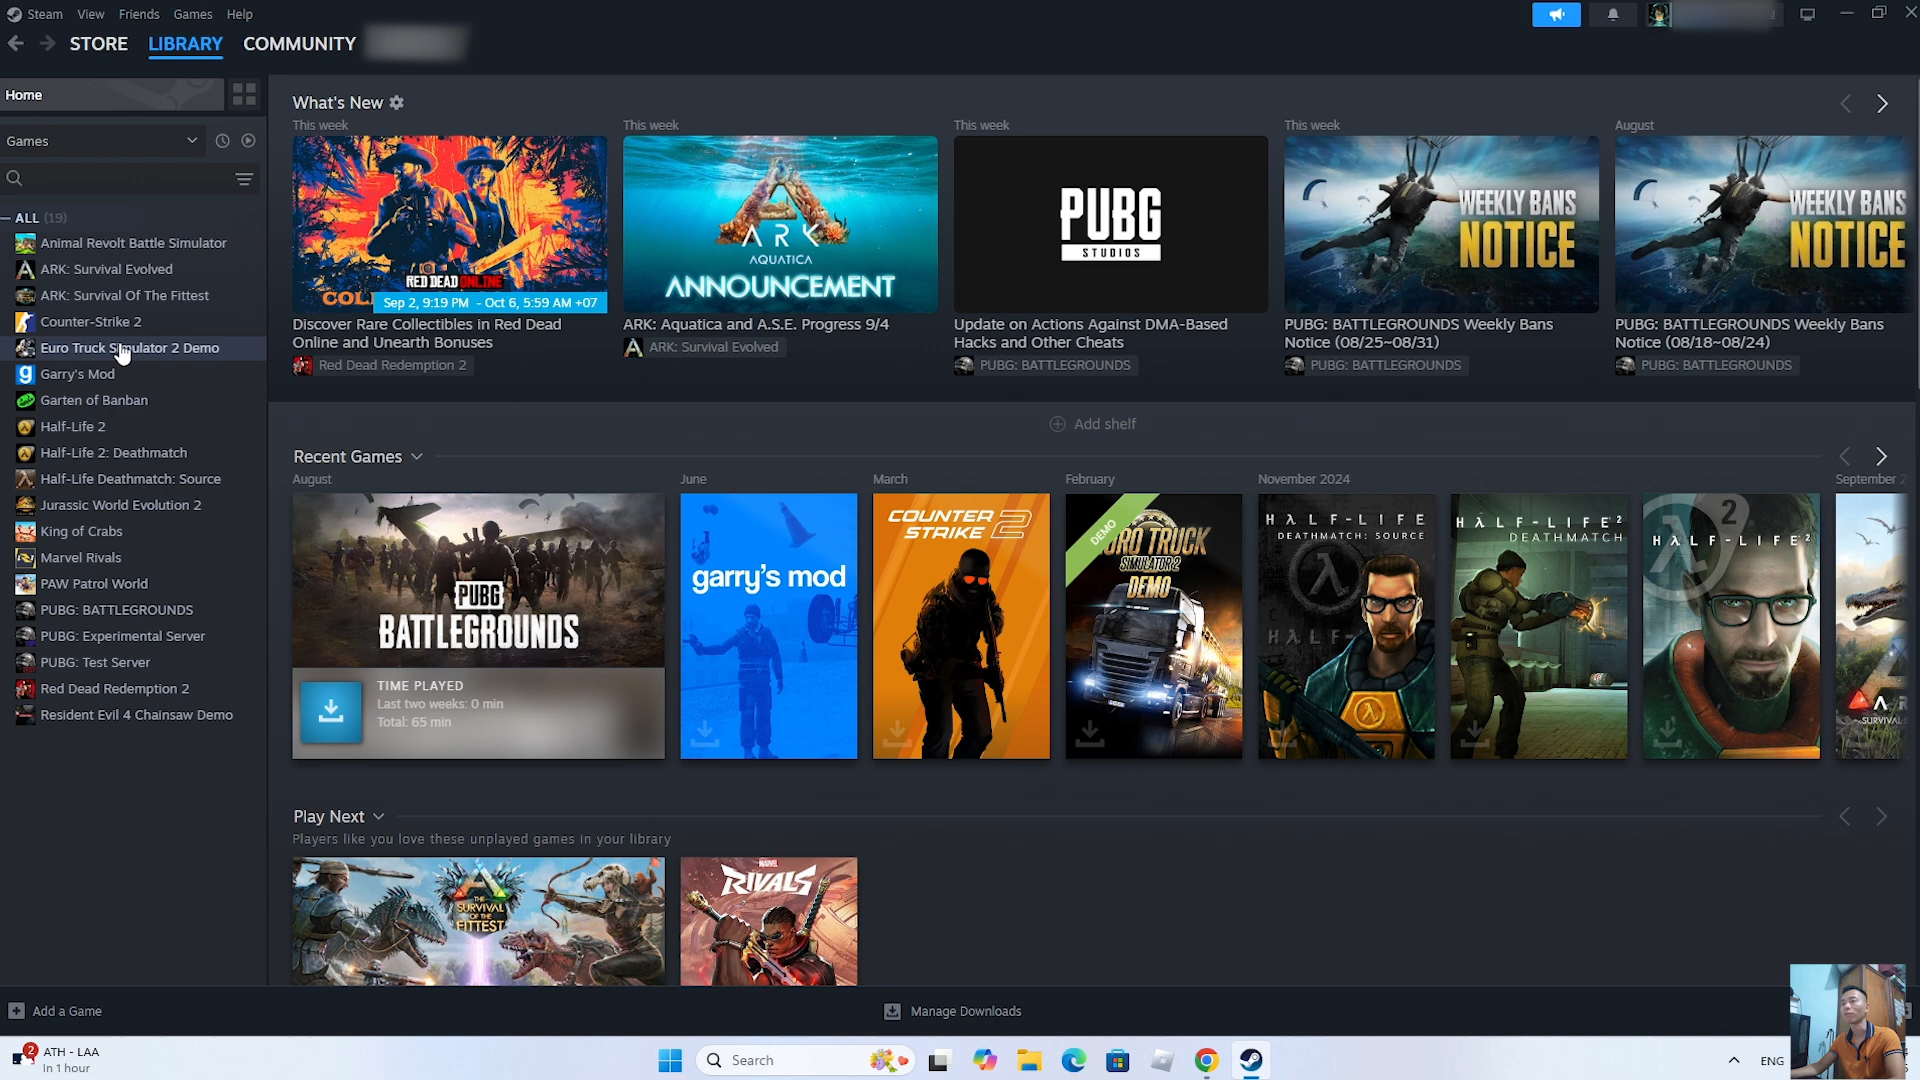 Steam View Friends Games Help
STORE LIBRARY COMMUNITY
Home
Games
ALL (19)
Animal Revolt Battle Simulator
ARK: Survival Evolved
ARK: Survival Of The Fittest
Counter-Strike 2
Euro Truck Simulator 2 Demo
Garry's Mod
Garten of Banban
Half-Life 2
Half-Life 2: Deathmatch
Half-Life Deathmatch: Source
Jurassic World Evolution 2
King of Crabs
Marvel Rivals
PAW Patrol World
PUBG: BATTLEGROUNDS
PUBG: Experimental Server
PUBG: Test Server
Red Dead Redemption 2
Resident Evil 4 Chainsaw Demo
What's New
This week
RED DEAD ONLINE
Sep 2, 9:19 PM - Oct 6, 5:59 AM +07
Discover Rare Collectibles in Red Dead
Online and Unearth Bonuses
Red Dead Redemption 2
This week
ARK
AQUATICA
ANNOUNCEMENT
ARK: Aquatica and A.S.E. Progress 9/4
ARK: Survival Evolved
This week
PUBG
STUDIOS
Update on Actions Against DMA-Based
Hacks and Other Cheats
PUBG: BATTLEGROUNDS
This week
WEEKLY BANS
NOTICE
PUBG: BATTLEGROUNDS Weekly Bans
Notice (08/25~08/31)
PUBG: BATTLEGROUNDS
August
WEEKLY BANS
NOTICE
PUBG: BATTLEGROUNDS Weekly Bans
Notice (08/18~08/24)
PUBG: BATTLEGROUNDS
Add shelf
Recent Games
August
PUBG
BATTLEGROUNDS
TIME PLAYED
Last two weeks: 0 min
Total: 65 min
June
garry's mod
March
COUNTER
STRIKE 2
February
DEMO
EURO TRUCK
SIMULATOR 2
DEMO
November 2024
HλLF-LIFE
DEATHMATCH: SOURCE
HλLF-LIFE²
DEATHMATCH
HλLF-LIFE²
September 2
SURVIVAL
Play Next
Players like you love these unplayed games in your library
THE
SURVIVAL
OF THE
FITTEST
MARVEL
RIVALS
Add a Game
Manage Downloads
2
ATH - LAA
In 1 hour
Search
ENG